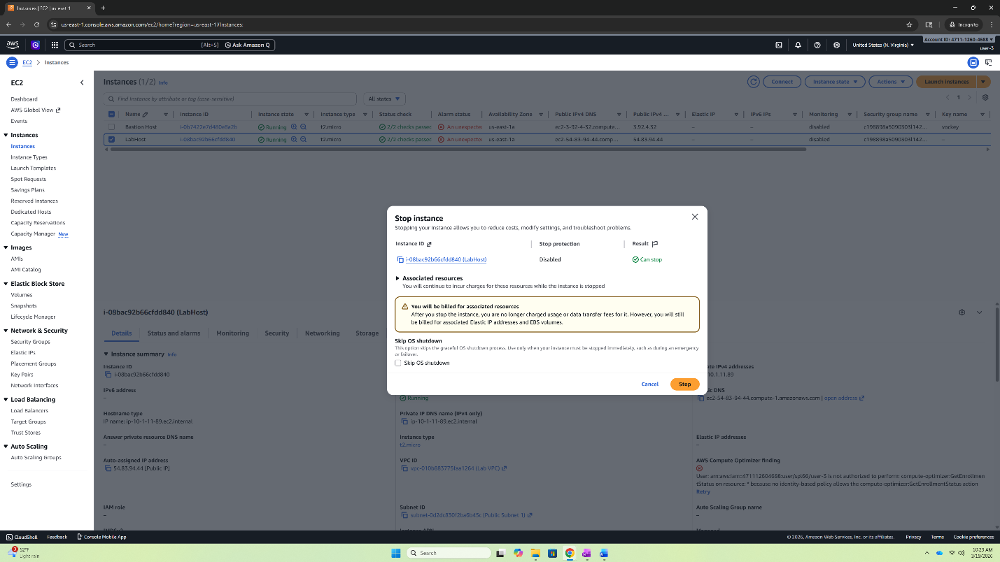 Instances | EC2 | us-east-1
us-east-1.console.aws.amazon.com/ec2/home?region=us-east-1#Instances:
Incognito
aws
Search
[Alt+S]
Ask Amazon Q
United States (N. Virginia)
Account ID: 4711-1260-4688
user-3
EC2
Instances
EC2
Dashboard
AWS Global View
Events
Instances
Instances
Instance Types
Launch Templates
Spot Requests
Savings Plans
Reserved Instances
Dedicated Hosts
Capacity Reservations
Capacity Manager New
Images
AMIs
AMI Catalog
Elastic Block Store
Volumes
Snapshots
Lifecycle Manager
Network & Security
Security Groups
Elastic IPs
Placement Groups
Key Pairs
Network Interfaces
Load Balancing
Load Balancers
Target Groups
Trust Stores
Auto Scaling
Auto Scaling Groups
Settings
Instances (1/2) Info
Connect
Instance state
Actions
Launch instances
Find Instance by attribute or tag (case-sensitive)
All states
1
Name Instance ID Instance state Instance type Status check Alarm status Availability Zone Public IPv4 DNS Public IPv4 ... Elastic IP IPv6 IPs Monitoring Security group name Key name
Bastion Host i-0b7422e7d480e8a2b Running t2.micro 2/2 checks passed An unexpected us-east-1a ec2-3-92-4-32.compute... 3.92.4.32 – – disabled c198898a5090303l142... vockey
LabHost i-08bac92b66cfdd840 Running t2.micro 2/2 checks passed An unexpected us-east-1a ec2-54-83-94-44.comp... 54.83.94.44 – – disabled c198898a5090303l142... –
Stop instance
Stopping your instance allows you to reduce costs, modify settings, and troubleshoot problems.
Instance ID Stop protection Result
i-08bac92b66cfdd840 (LabHost) Disabled Can stop
Associated resources
You will continue to incur charges for these resources while the instance is stopped
You will be billed for associated resources
After you stop the instance, you are no longer charged usage or data transfer fees for it. However, you will still
be billed for associated Elastic IP addresses and EBS volumes.
Skip OS shutdown
This option skips the graceful OS shutdown process. Use only when your instance must be stopped immediately, such as during an emergency
or failover.
Skip OS shutdown
Cancel
Stop
i-08bac92b66cfdd840 (LabHost)
Details Status and alarms Monitoring Security Networking Storage
Instance summary Info
Instance ID
i-08bac92b66cfdd840
10.1.11.89
IPv6 address
–
Running
DNS
ec2-54-83-94-44.compute-1.amazonaws.com | open address
Hostname type
IP name: ip-10-1-11-89.ec2.internal
Private IP DNS name (IPv4 only)
ip-10-1-11-89.ec2.internal
Answer private resource DNS name
–
Instance type
t2.micro
Elastic IP addresses
–
Auto-assigned IP address
54.83.94.44 [Public IP]
VPC ID
vpc-010b883775faa1264 (Lab VPC)
AWS Compute Optimizer finding
User: arn:aws:iam::471112604688:user/spl66/user-3 is not authorized to perform: compute-optimizer:GetEnrollmen
tStatus on resource: * because no identity-based policy allows the compute-optimizer:GetEnrollmentStatus action
Retry
IAM role
–
Subnet ID
subnet-0d2dc830f2ba6b45c (Public Subnet 1)
Auto Scaling Group name
–
CloudShell
Feedback
Console Mobile App
© 2026, Amazon Web Services, Inc. or its affiliates.
Privacy
Terms
Cookie preferences
3
52°F
Light rain
Search
10:23 AM
3/19/2026